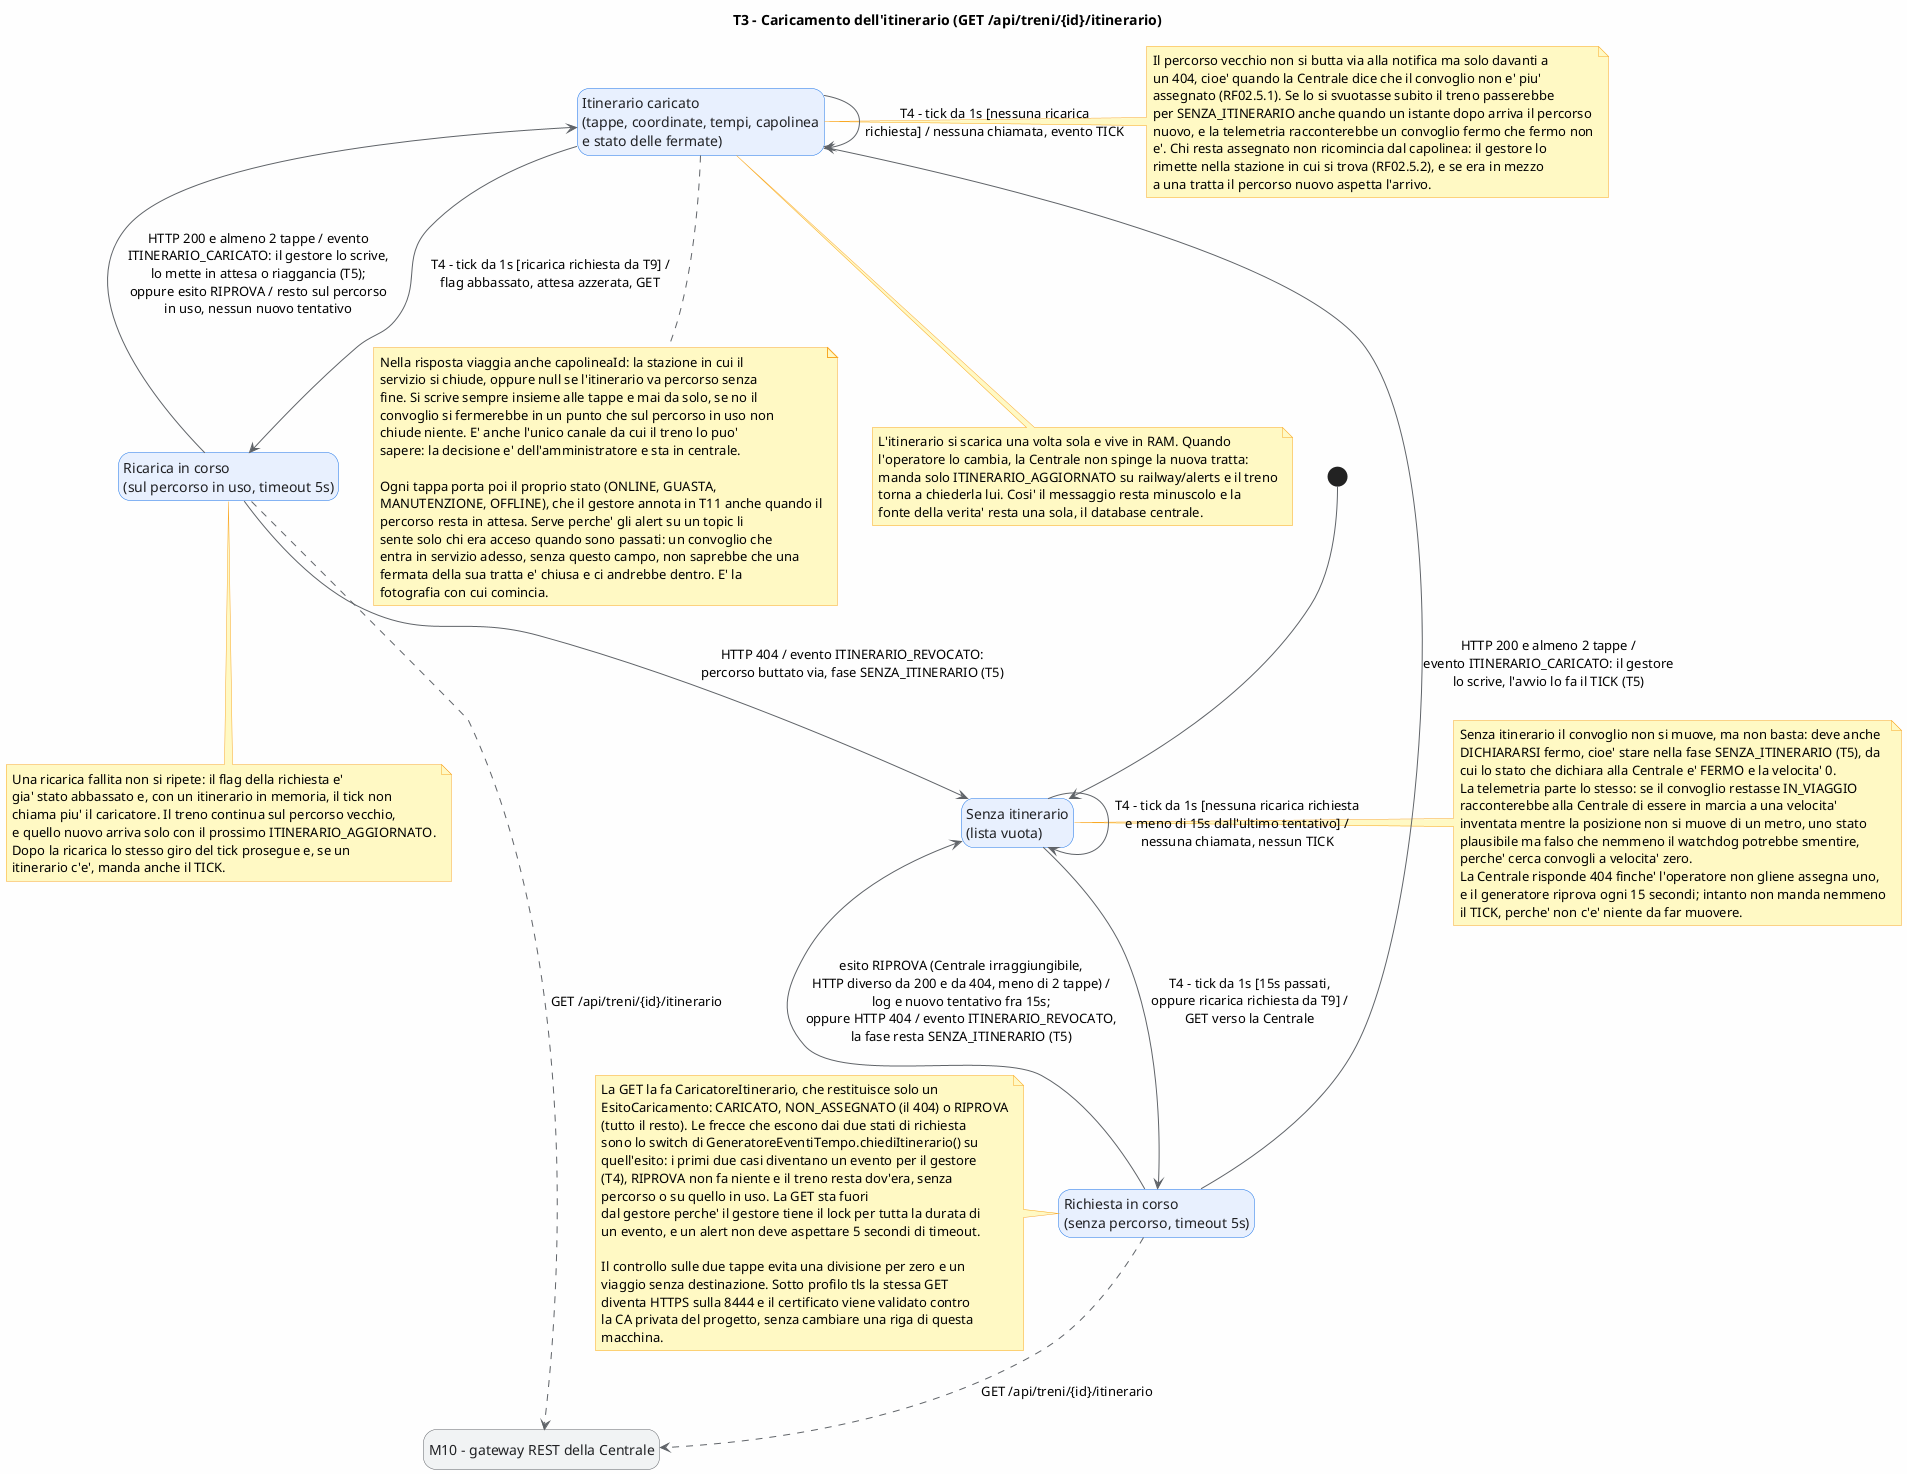 T3 - Caricamento dell'itinerario (GET /api/treni/{id}/itinerario)
Il percorso vecchio non si butta via alla notifica ma solo davanti a
un 404, cioe' quando la Centrale dice che il convoglio non e' piu'
assegnato (RF02.5.1). Se lo si svuotasse subito il treno passerebbe
per SENZA_ITINERARIO anche quando un istante dopo arriva il percorso
nuovo, e la telemetria racconterebbe un convoglio fermo che fermo non
e'. Chi resta assegnato non ricomincia dal capolinea: il gestore lo
rimette nella stazione in cui si trova (RF02.5.2), e se era in mezzo
a una tratta il percorso nuovo aspetta l'arrivo.
Itinerario caricato
(tappe, coordinate, tempi, capolinea
e stato delle fermate)
T4 - tick da 1s [nessuna ricarica
richiesta] / nessuna chiamata, evento TICK
HTTP 200 e almeno 2 tappe / evento
ITINERARIO_CARICATO: il gestore lo scrive,
lo mette in attesa o riaggancia (T5);
oppure esito RIPROVA / resto sul percorso
in uso, nessun nuovo tentativo
T4 - tick da 1s [ricarica richiesta da T9] /
flag abbassato, attesa azzerata, GET
Nella risposta viaggia anche capolineaId: la stazione in cui il
servizio si chiude, oppure null se l'itinerario va percorso senza
fine. Si scrive sempre insieme alle tappe e mai da solo, se no il
convoglio si fermerebbe in un punto che sul percorso in uso non
chiude niente. E' anche l'unico canale da cui il treno lo puo'
sapere: la decisione e' dell'amministratore e sta in centrale.
Ogni tappa porta poi il proprio stato (ONLINE, GUASTA,
MANUTENZIONE, OFFLINE), che il gestore annota in T11 anche quando il
percorso resta in attesa. Serve perche' gli alert su un topic li
sente solo chi era acceso quando sono passati: un convoglio che
entra in servizio adesso, senza questo campo, non saprebbe che una
fermata della sua tratta e' chiusa e ci andrebbe dentro. E' la
fotografia con cui comincia.
L'itinerario si scarica una volta sola e vive in RAM. Quando
l'operatore lo cambia, la Centrale non spinge la nuova tratta:
manda solo ITINERARIO_AGGIORNATO su railway/alerts e il treno
torna a chiederla lui. Cosi' il messaggio resta minuscolo e la
fonte della verita' resta una sola, il database centrale.
Ricarica in corso
(sul percorso in uso, timeout 5s)
HTTP 404 / evento ITINERARIO_REVOCATO:
percorso buttato via, fase SENZA_ITINERARIO (T5)
HTTP 200 e almeno 2 tappe /
evento ITINERARIO_CARICATO: il gestore
lo scrive, l'avvio lo fa il TICK (T5)
Una ricarica fallita non si ripete: il flag della richiesta e'
gia' stato abbassato e, con un itinerario in memoria, il tick non
chiama piu' il caricatore. Il treno continua sul percorso vecchio,
e quello nuovo arriva solo con il prossimo ITINERARIO_AGGIORNATO.
Dopo la ricarica lo stesso giro del tick prosegue e, se un
itinerario c'e', manda anche il TICK.
Senza itinerario
(lista vuota)
T4 - tick da 1s [nessuna ricarica richiesta
e meno di 15s dall'ultimo tentativo] /
nessuna chiamata, nessun TICK
Senza itinerario il convoglio non si muove, ma non basta: deve anche
DICHIARARSI fermo, cioe' stare nella fase SENZA_ITINERARIO (T5), da
cui lo stato che dichiara alla Centrale e' FERMO e la velocita' 0.
La telemetria parte lo stesso: se il convoglio restasse IN_VIAGGIO
racconterebbe alla Centrale di essere in marcia a una velocita'
inventata mentre la posizione non si muove di un metro, uno stato
plausibile ma falso che nemmeno il watchdog potrebbe smentire,
perche' cerca convogli a velocita' zero.
La Centrale risponde 404 finche' l'operatore non gliene assegna uno,
e il generatore riprova ogni 15 secondi; intanto non manda nemmeno
il TICK, perche' non c'e' niente da far muovere.
GET /api/treni/{id}/itinerario
esito RIPROVA (Centrale irraggiungibile,
HTTP diverso da 200 e da 404, meno di 2 tappe) /
log e nuovo tentativo fra 15s;
oppure HTTP 404 / evento ITINERARIO_REVOCATO,
la fase resta SENZA_ITINERARIO (T5)
T4 - tick da 1s [15s passati,
oppure ricarica richiesta da T9] /
GET verso la Centrale
La GET la fa CaricatoreItinerario, che restituisce solo un
EsitoCaricamento: CARICATO, NON_ASSEGNATO (il 404) o RIPROVA
(tutto il resto). Le frecce che escono dai due stati di richiesta
sono lo switch di GeneratoreEventiTempo.chiediItinerario() su
quell'esito: i primi due casi diventano un evento per il gestore
(T4), RIPROVA non fa niente e il treno resta dov'era, senza
percorso o su quello in uso. La GET sta fuori
dal gestore perche' il gestore tiene il lock per tutta la durata di
un evento, e un alert non deve aspettare 5 secondi di timeout.
Il controllo sulle due tappe evita una divisione per zero e un
viaggio senza destinazione. Sotto profilo tls la stessa GET
diventa HTTPS sulla 8444 e il certificato viene validato contro
la CA privata del progetto, senza cambiare una riga di questa
macchina.
Richiesta in corso
(senza percorso, timeout 5s)
GET /api/treni/{id}/itinerario
M10 - gateway REST della Centrale